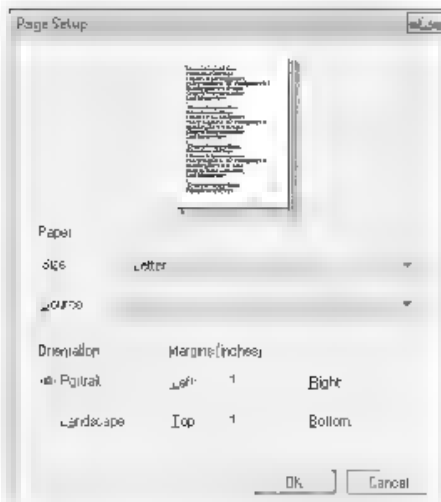 Page Setup
Paper
Size Letter
Source
Orientation Margins (inches)
Portrait Left 1 Right
Landscape Top 1 Bottom
OK Cancel